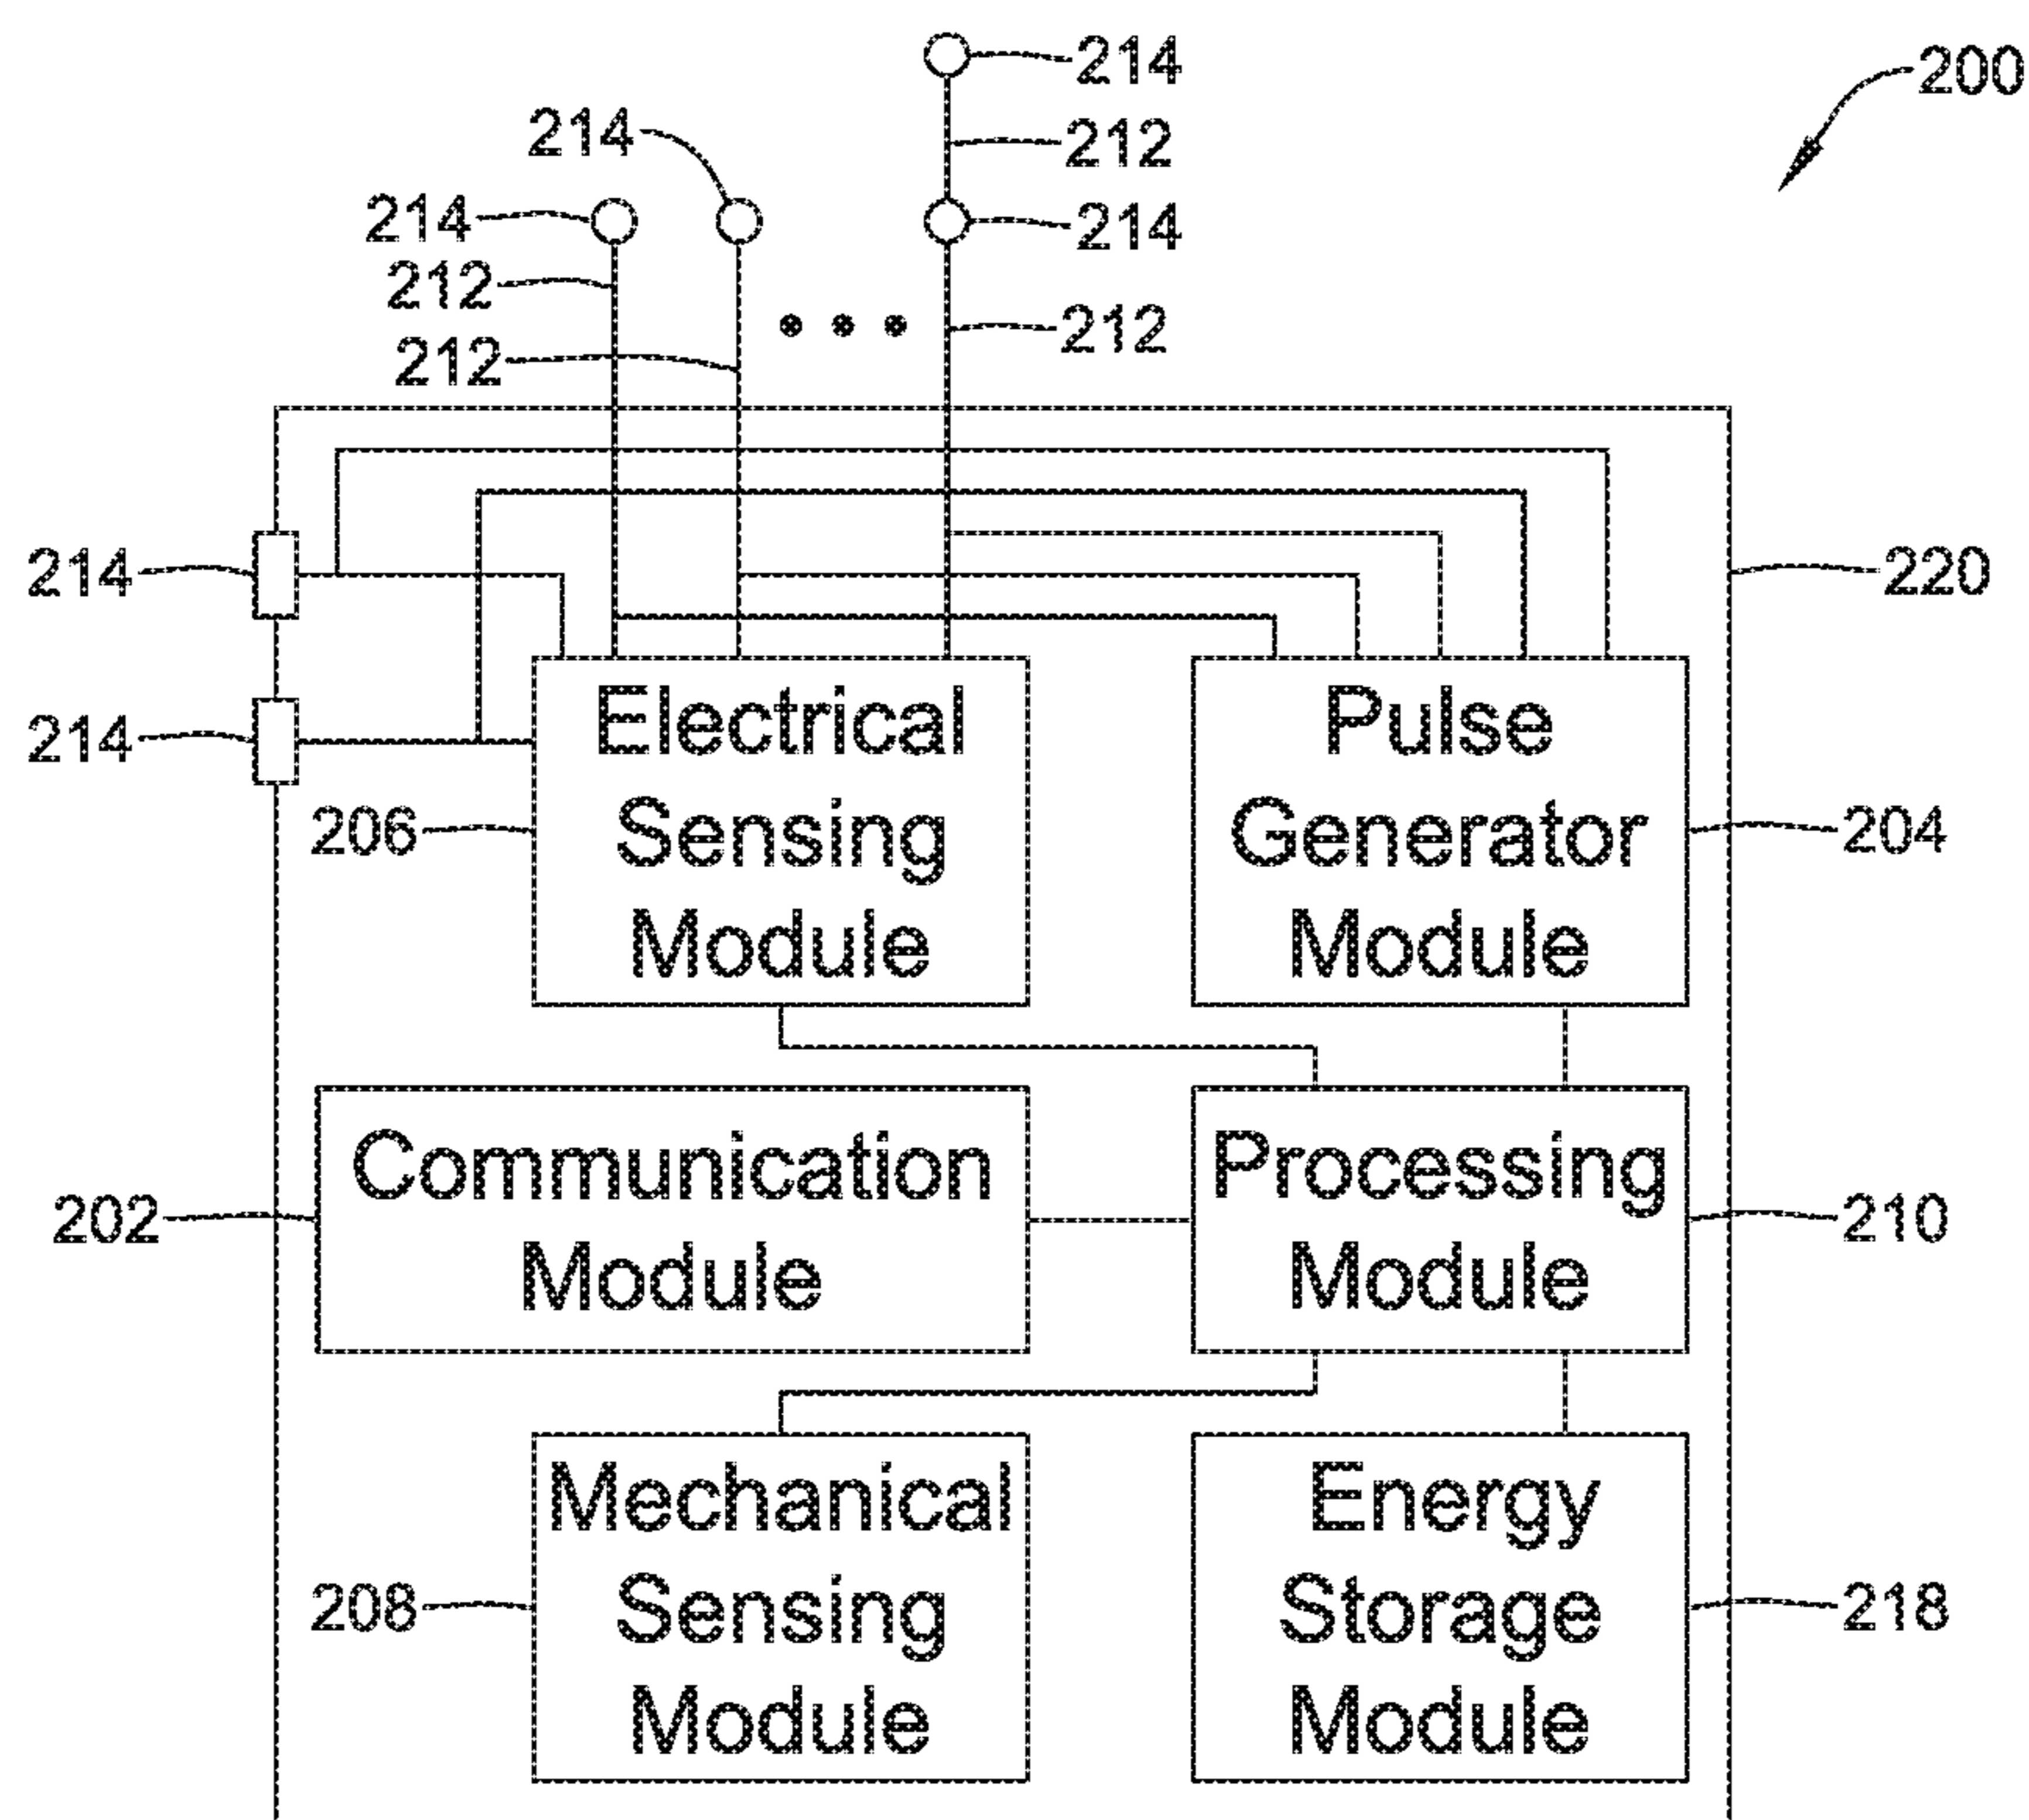 214
200
212
214
214
214
212
212
212
214
220
214
Electrical
Sensing
Module
206
Pulse
Generator
Module
204
Communication
Module
202
Processing
Module
210
Mechanical
Sensing
Module
208
Energy
Storage
Module
218